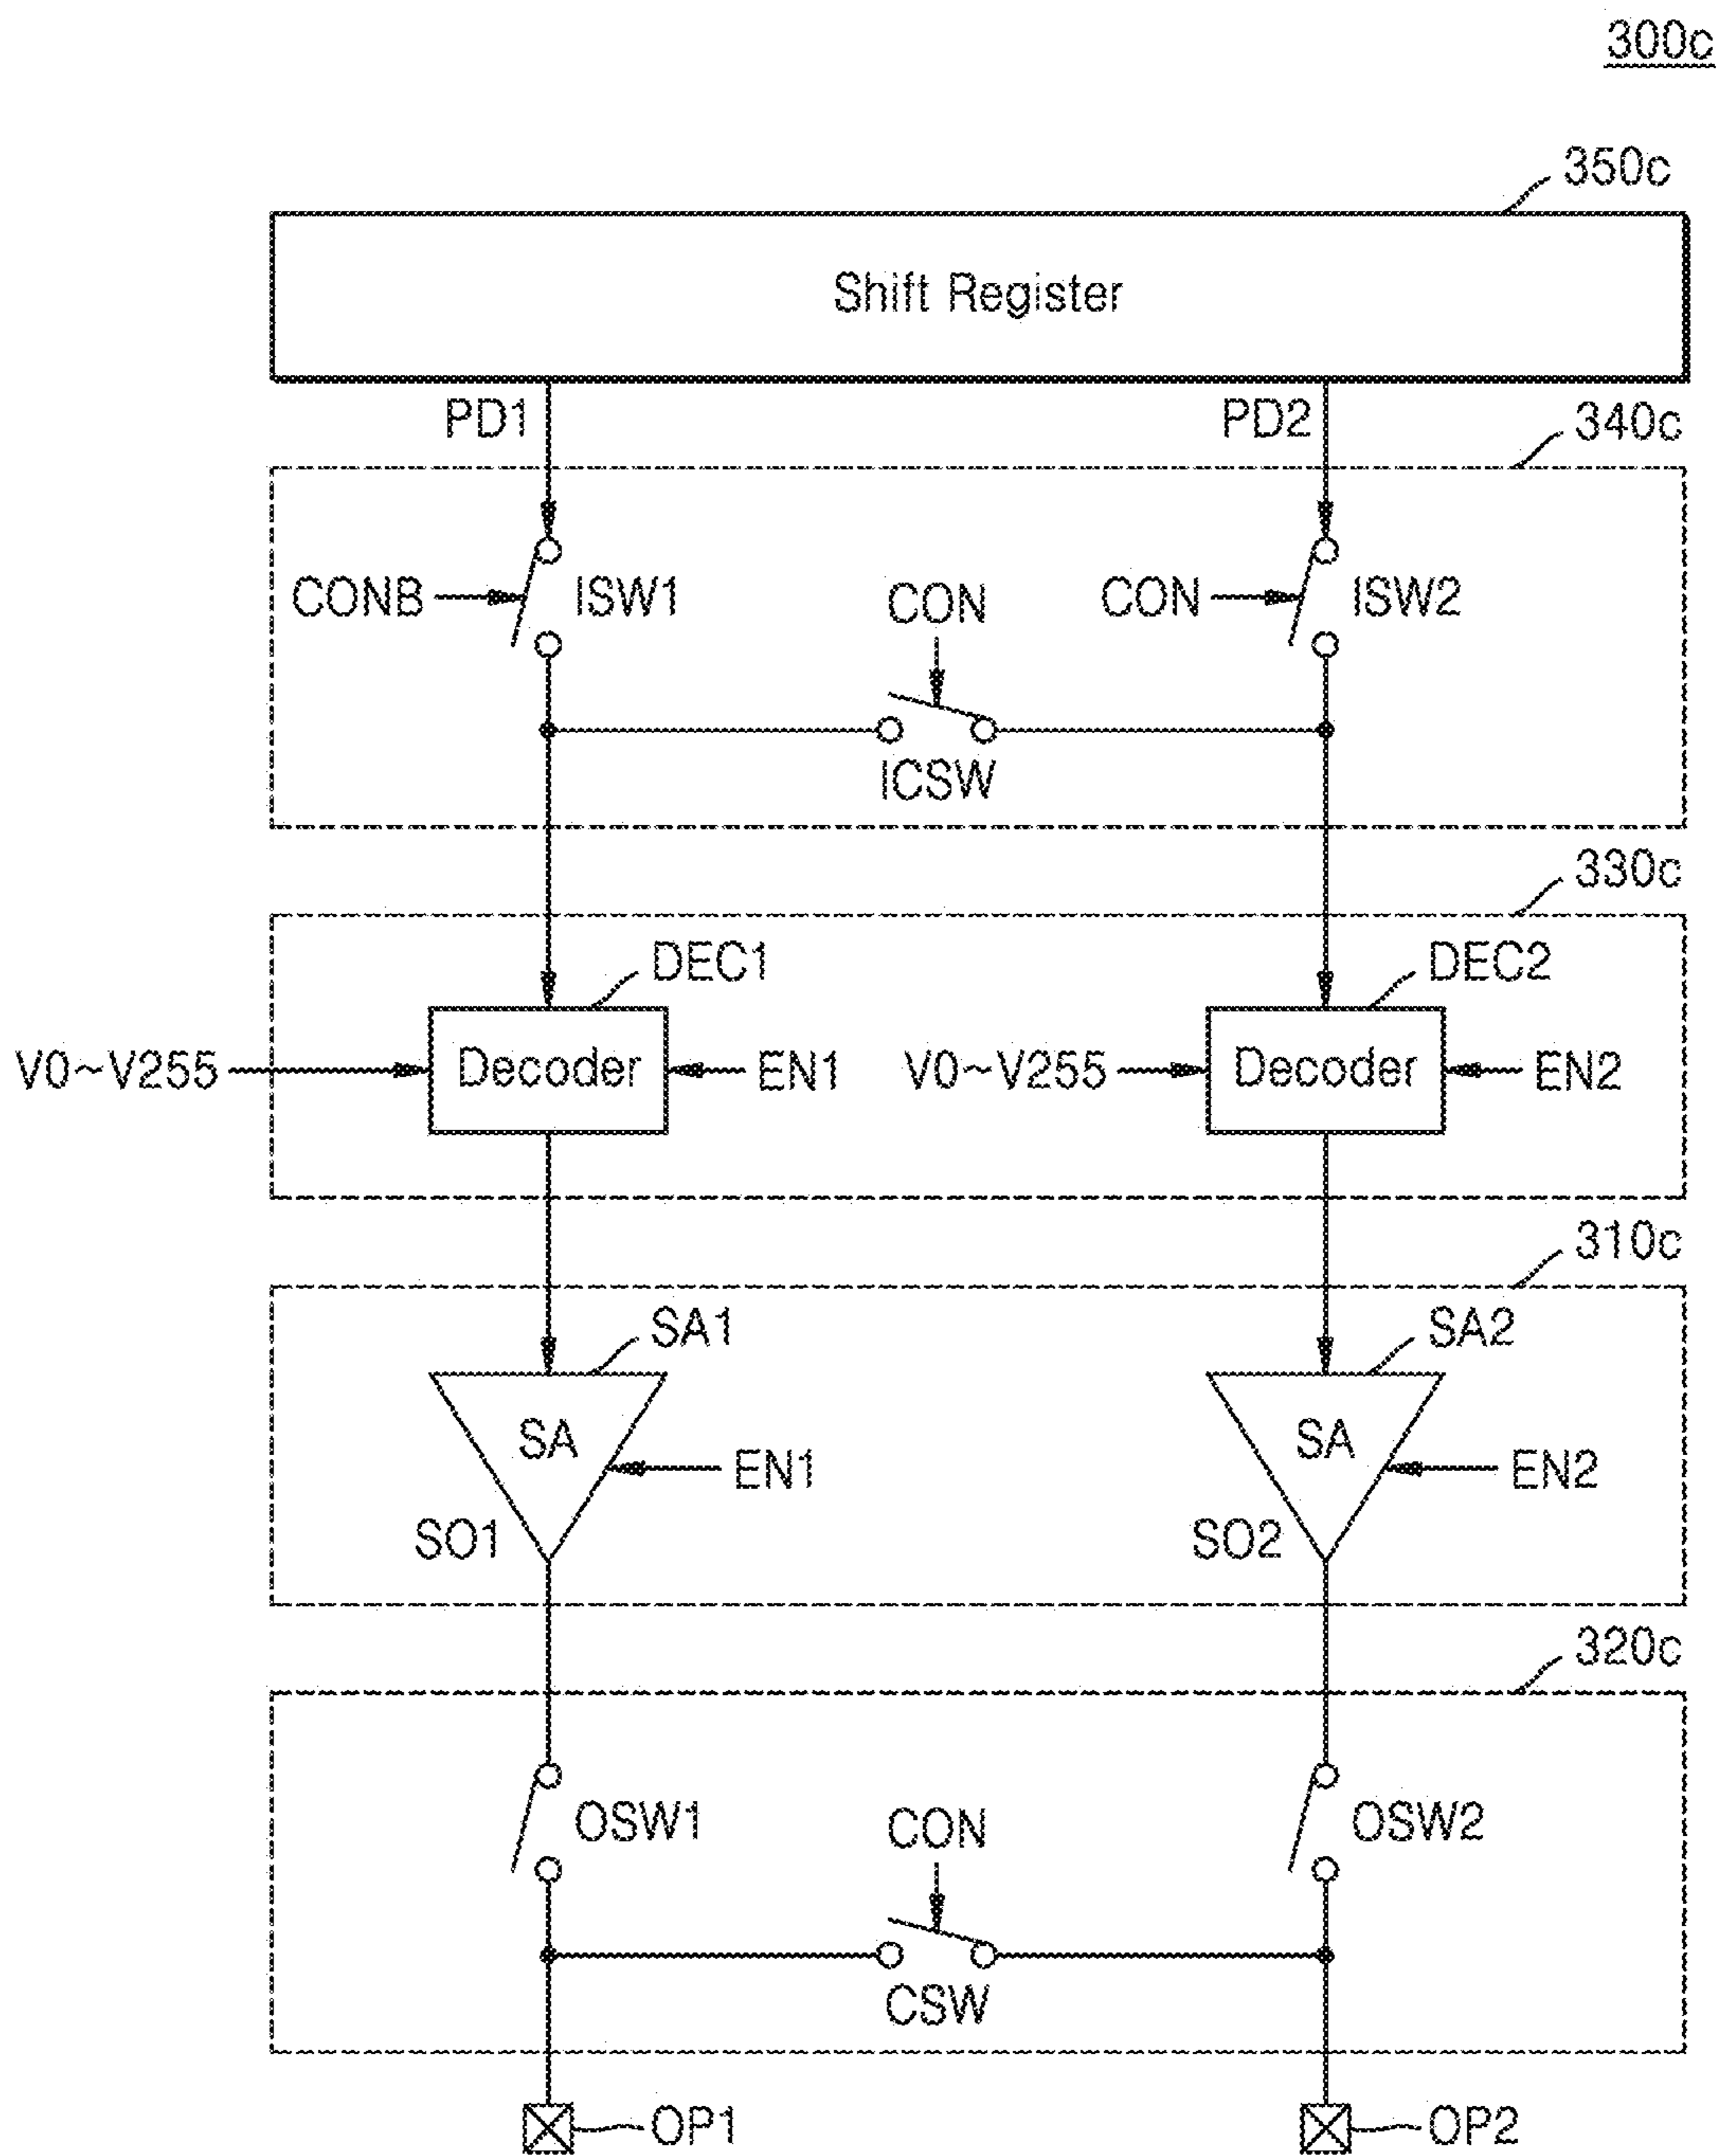 300c
350c
Shift Register
PD1 PD2
340c
CONB ISW1 CON CON ISW2
ICSW
330c
DEC1 DEC2
V0~V255 Decoder EN1 V0~V255 Decoder EN2
310c
SA1 SA2
SA EN1 SA EN2
SO1 SO2
320c
OSW1 CON OSW2
CSW
OP1 OP2